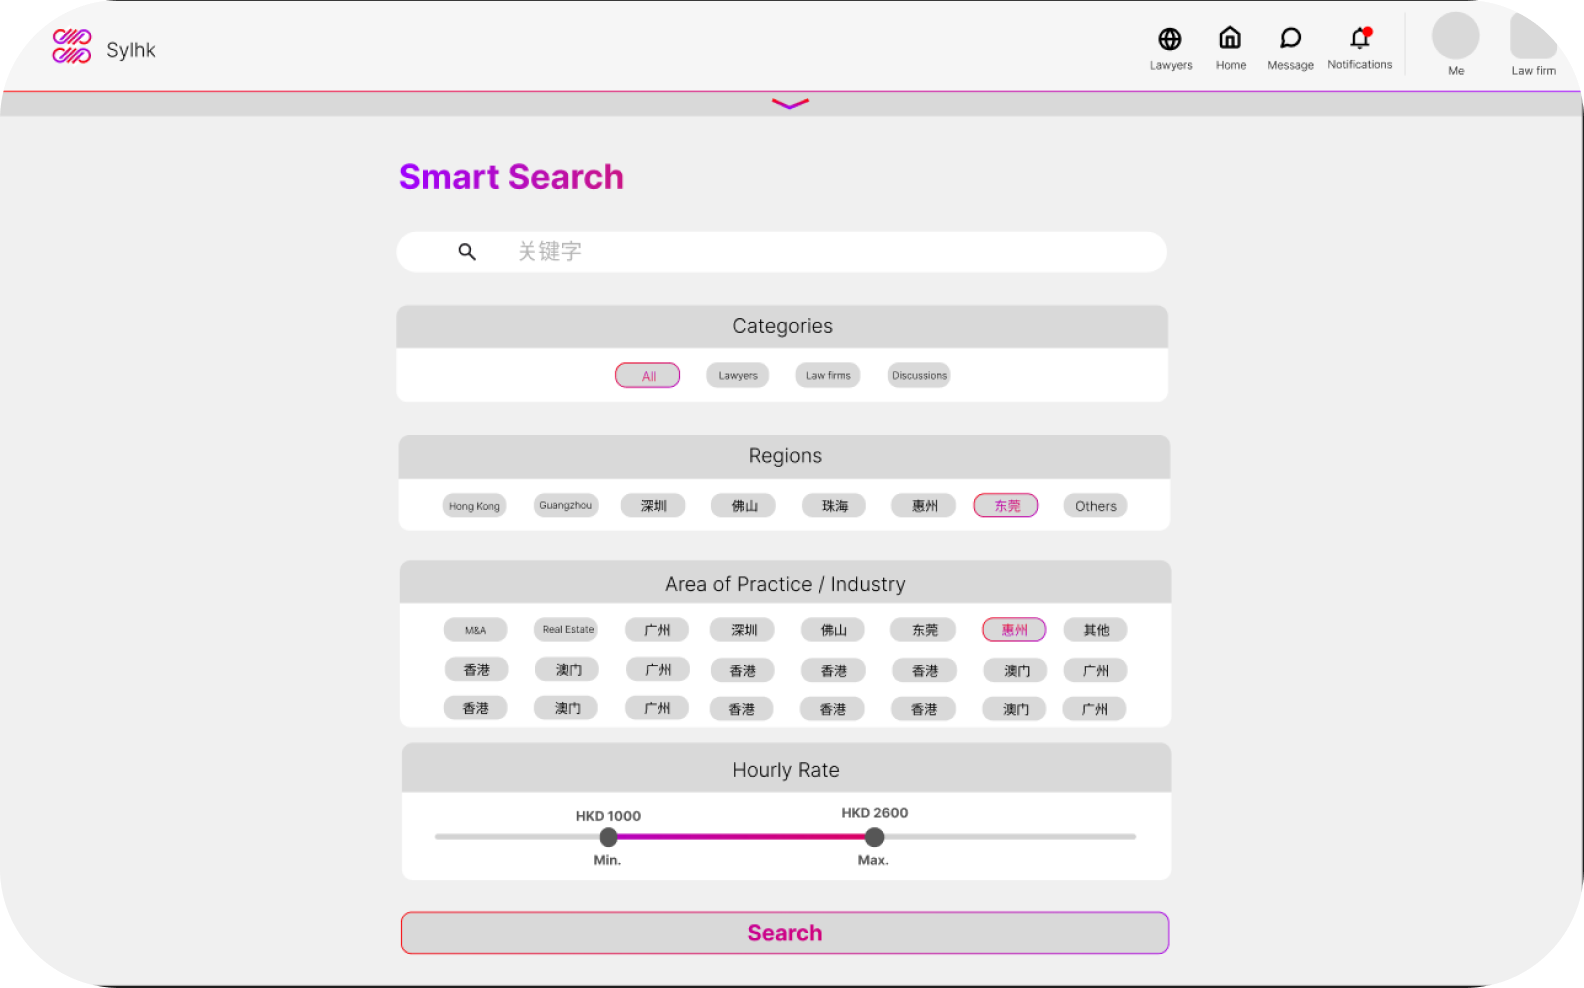 Sylhk
Lawyers Home Message Notifications Me Law firm
Smart Search
关键字
Categories
All Lawyers Law firms Discussions
Regions
Hong Kong Guangzhou 深圳 佛山 珠海 惠州 东莞 Others
Area of Practice / Industry
M&A Real Estate 广州 深圳 佛山 东莞 惠州 其他
香港 澳门 广州 香港 香港 香港 澳门 广州
香港 澳门 广州 香港 香港 香港 澳门 广州
Hourly Rate
HKD 1000 HKD 2600
Min. Max.
Search